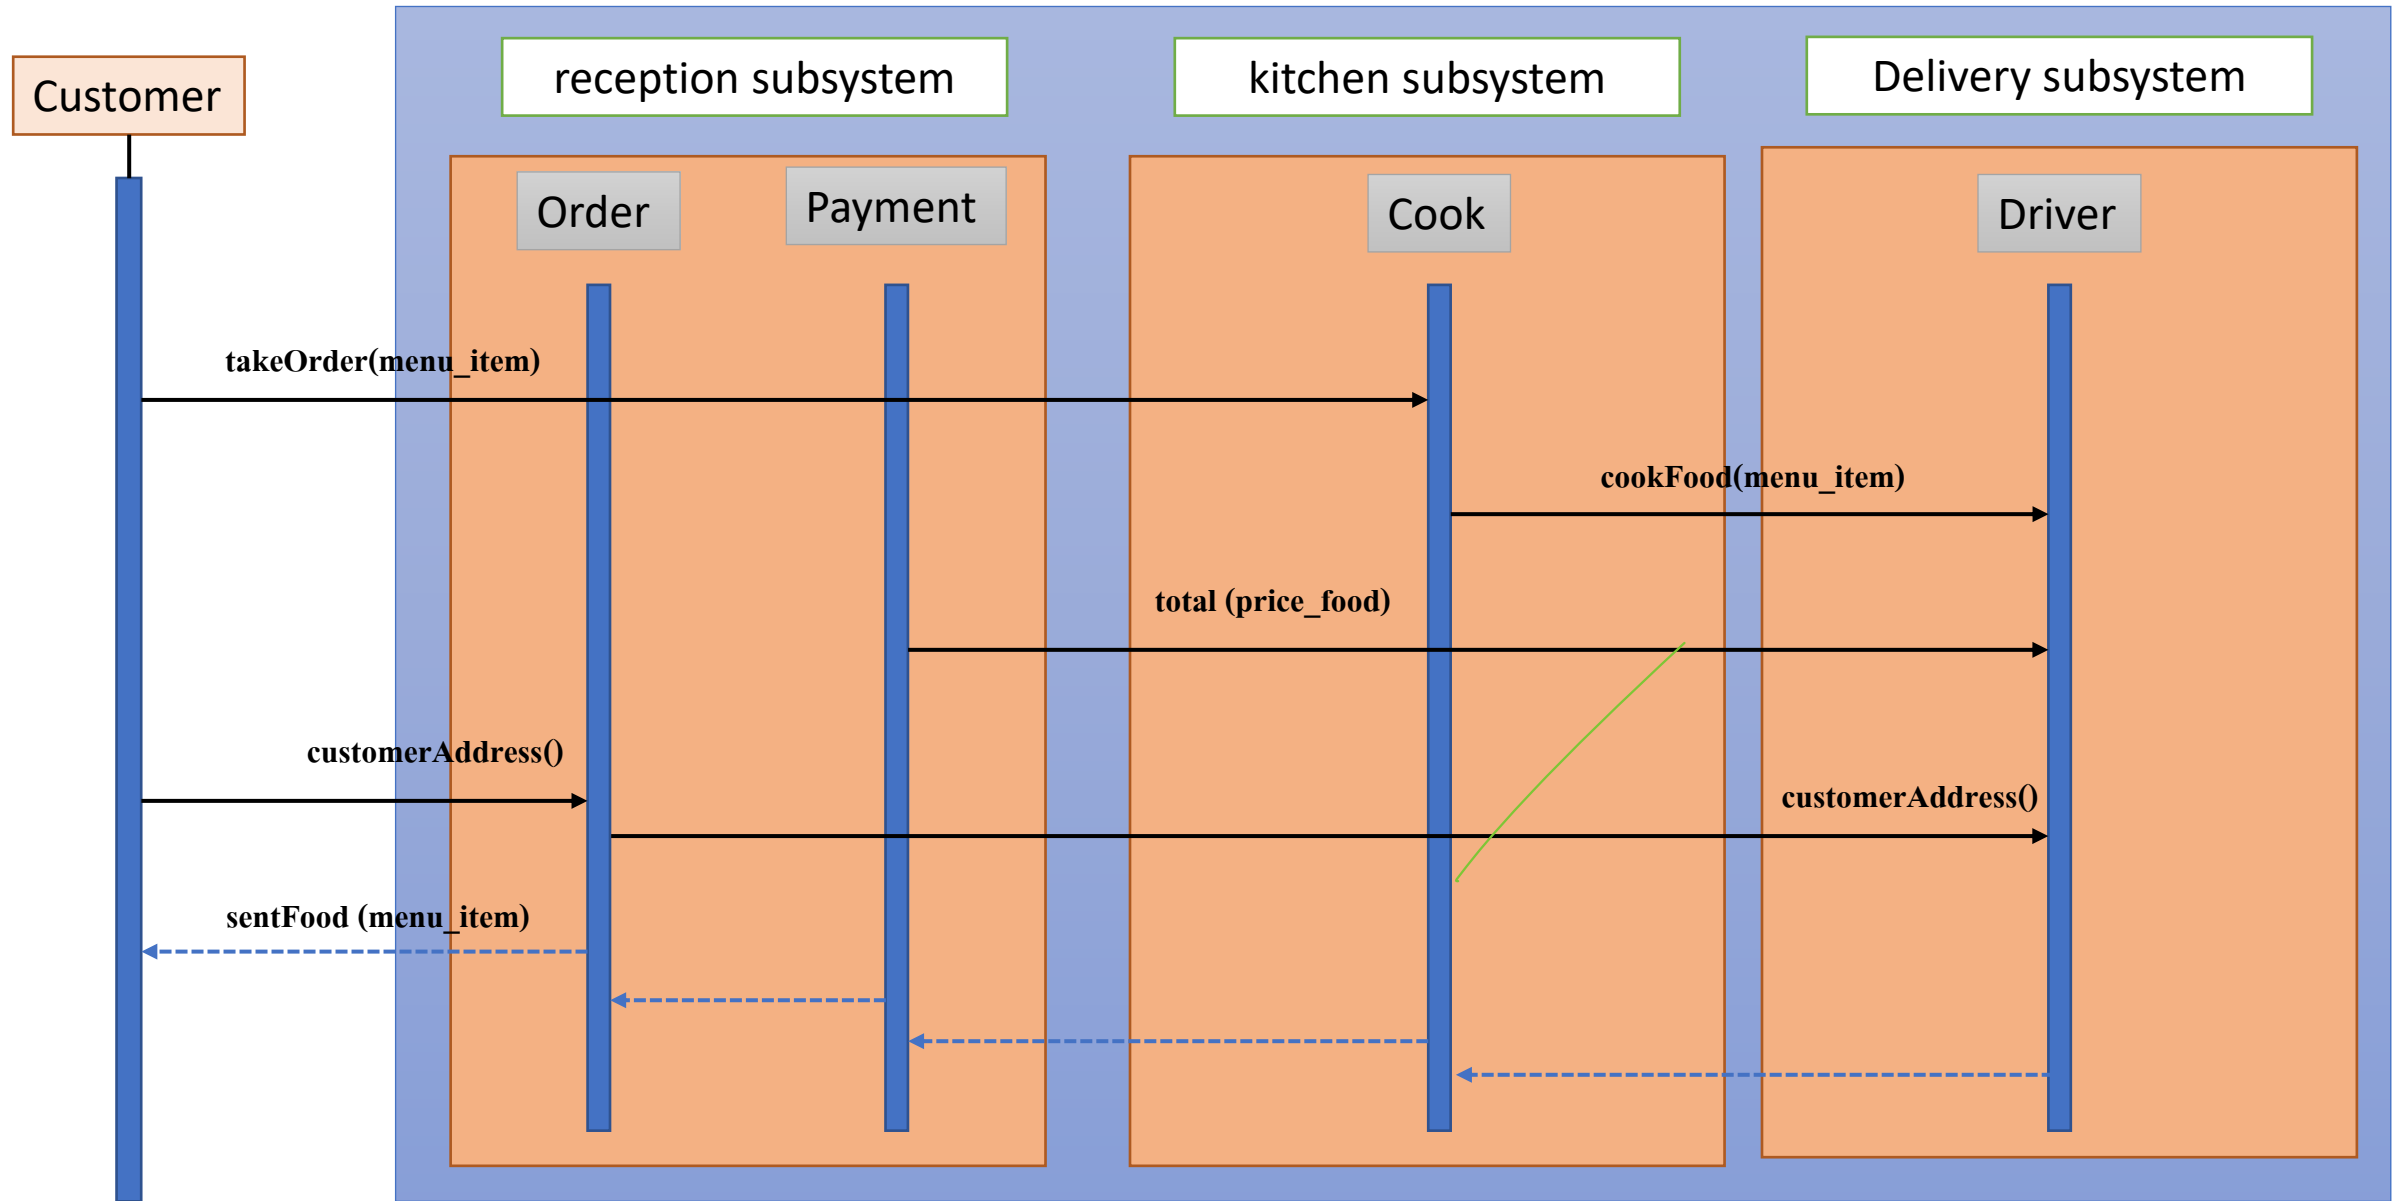 Customer
reception subsystem
kitchen subsystem
Delivery subsystem
Order
Payment
Cook
Driver
takeOrder(menu_item)
cookFood(menu_item)
total (price_food)
customerAddress()
customerAddress()
sentFood (menu_item)